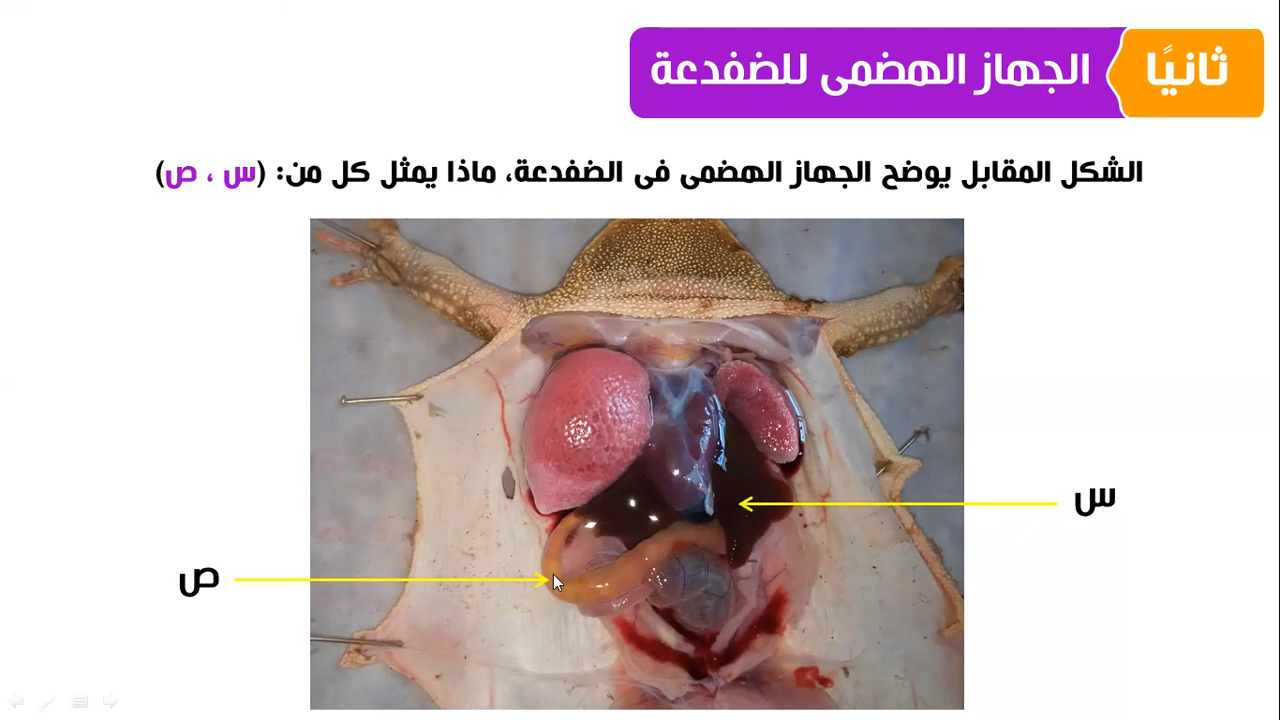 ثانيًا
الجهاز الهضمى للضفدعة
الشكل المقابل يوضح الجهاز الهضمى فى الضفدعة، ماذا يمثل كل من: (س ، ص)
س
ص